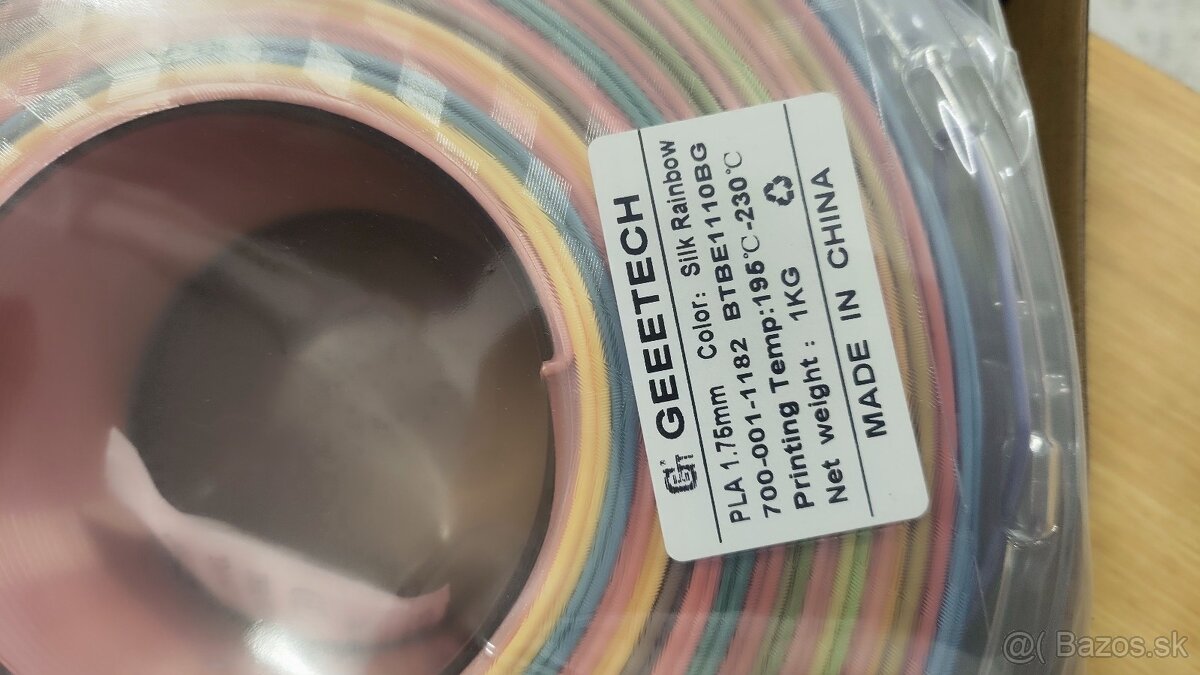 GEEETECH
PLA 1.75mm Color: Silk Rainbow
700-001-1182 BTBE1110BG
Printing Temp:195℃-230℃
Net weight: 1KG
MADE IN CHINA
@( Bazos.sk